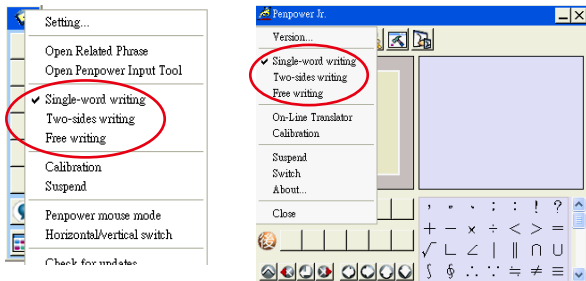 Setting...
Open Related Phrase
Open Penpower Input Tool
✓ Single-word writing
Two-sides writing
Free writing
Calibration
Suspend
Penpower mouse mode
Horizontal/vertical switch
Check for updates
Penpower Jr.
Version...
✓ Single-word writing
Two-sides writing
Free writing
On-Line Translator
Calibration
Suspend
Switch
About...
Close
, 。 、 ; : ! ?
+ − × ÷ < > =
√ ∟ ∠ | ∥ ∩ ∪
∫ ∮ ∴ ∵ ≒ ≠ ≡